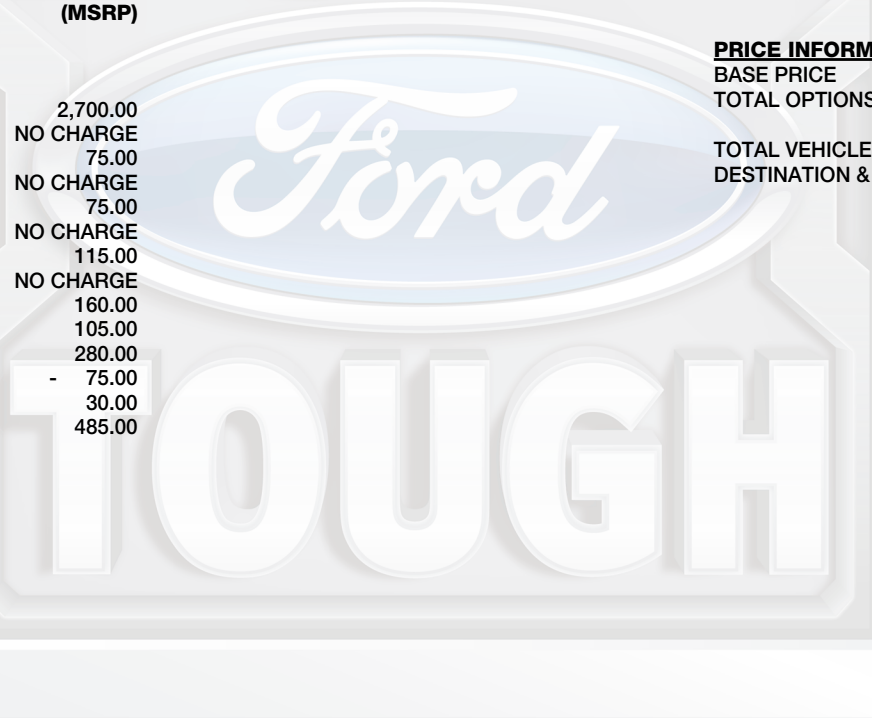 (MSRP)
2,700.00
NO CHARGE
75.00
NO CHARGE
75.00
NO CHARGE
115.00
NO CHARGE
160.00
105.00
280.00
- 75.00
30.00
485.00
PRICE INFORM
BASE PRICE
TOTAL OPTIONS
TOTAL VEHICLE
DESTINATION &
Ford
TOUGH